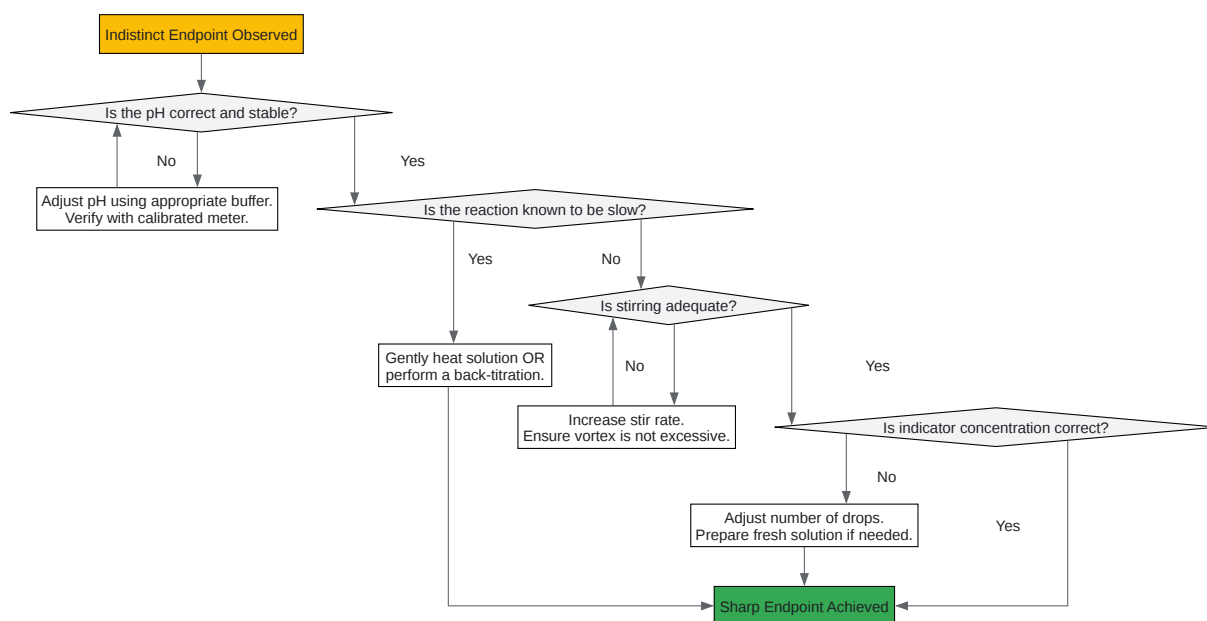 Indistinct Endpoint Observed
Is the pH correct and stable?
No
Yes
Adjust pH using appropriate buffer.
Verify with calibrated meter.
Is the reaction known to be slow?
Yes
No
Is stirring adequate?
Gently heat solution OR
perform a back-titration.
No
Yes
Increase stir rate.
Ensure vortex is not excessive.
Is indicator concentration correct?
No
Adjust number of drops.
Prepare fresh solution if needed.
Yes
Sharp Endpoint Achieved